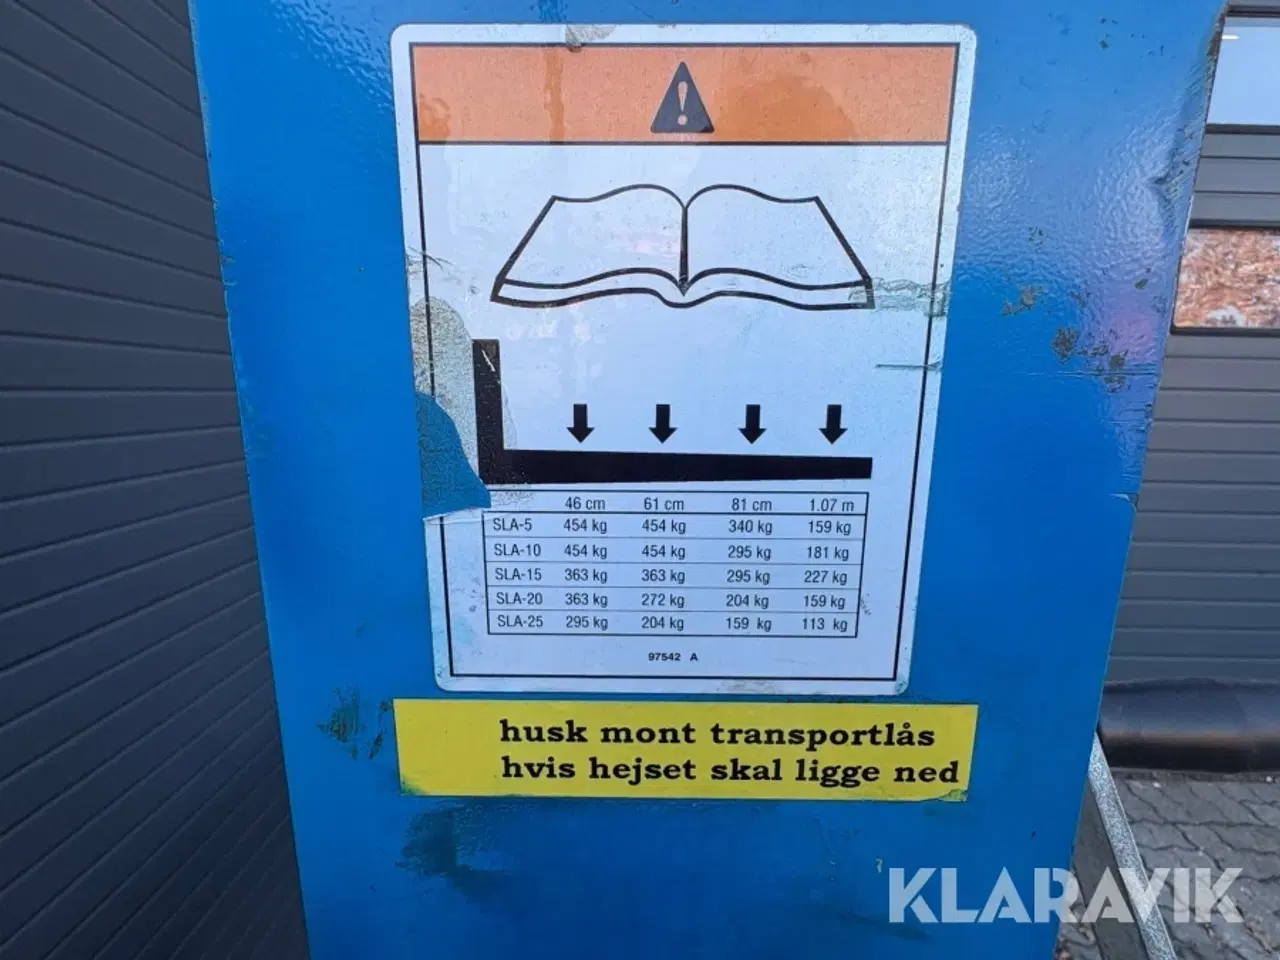 46 cm 61 cm 81 cm 1.07 m
SLA-5 454 kg 454 kg 340 kg 159 kg
SLA-10 454 kg 454 kg 295 kg 181 kg
SLA-15 363 kg 363 kg 295 kg 227 kg
SLA-20 363 kg 272 kg 204 kg 159 kg
SLA-25 295 kg 204 kg 159 kg 113 kg
97542 A
husk mont transportlås
hvis hejset skal ligge ned
KLARAVIK